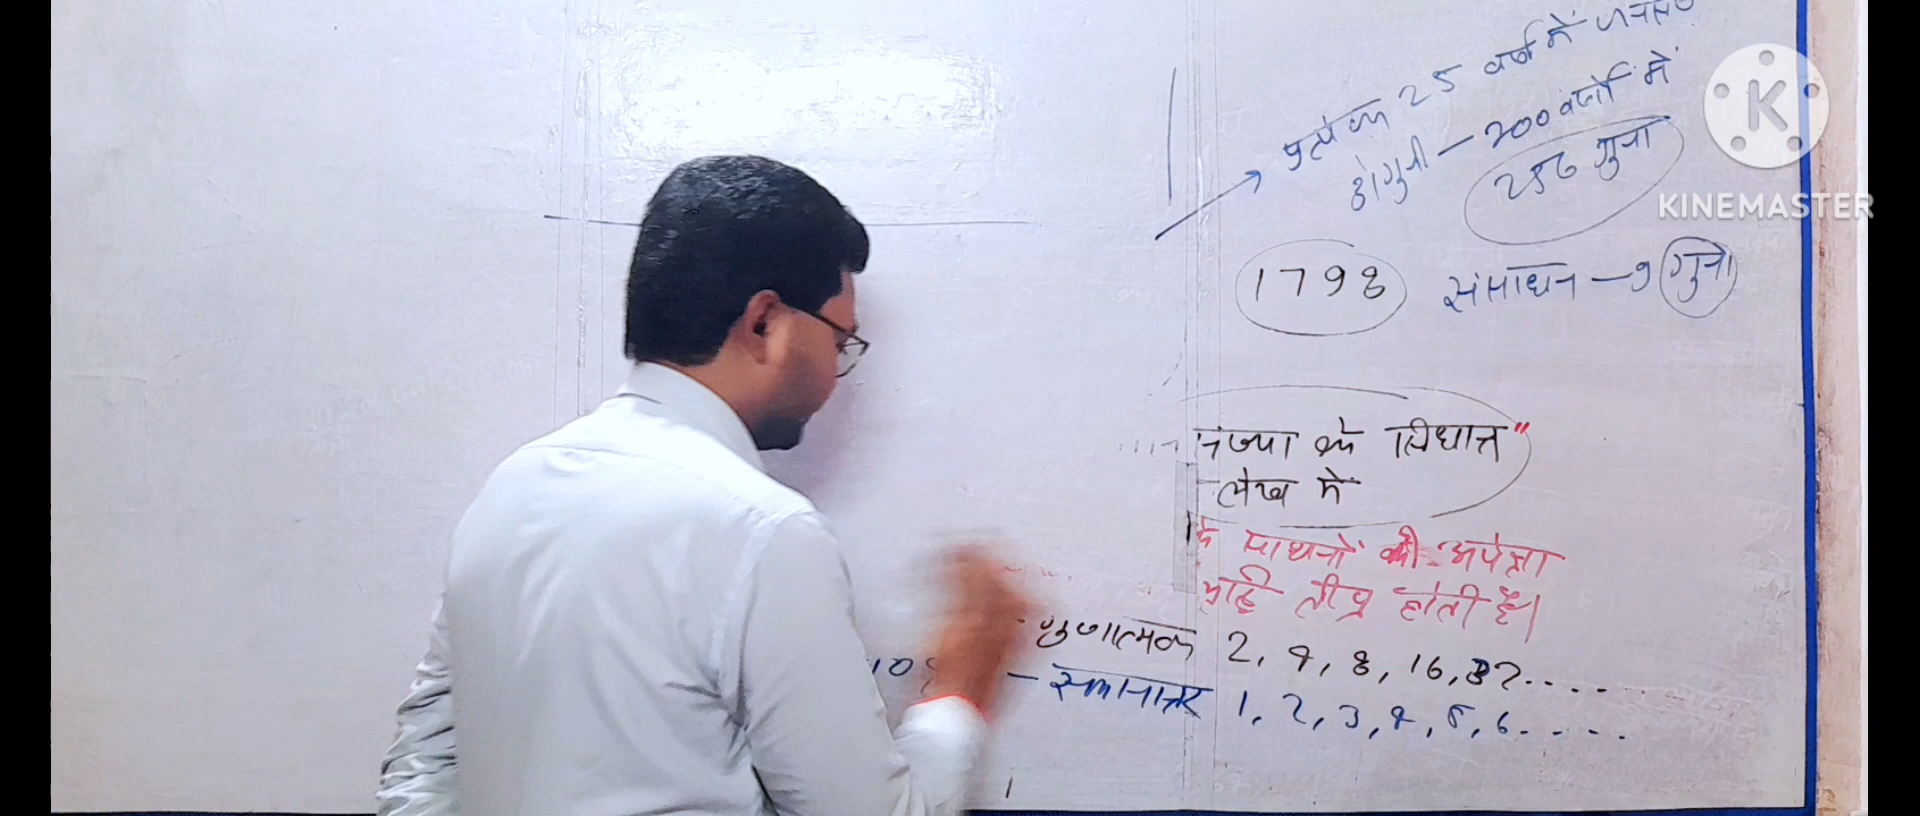 प्रत्येक 25 वर्ष में
दोगुनी - 200 वर्षों में
256 गुना
KINEMASTER
1798 संसाधन - 9 गुना
संख्या के सिधान्त"
लेख में
के साधनों की अपेक्षा
वृद्धि तीव्र होती है।
गुणात्मक 2, 4, 8, 16, 32.....
- समानान्तर 1, 2, 3, 4, 5, 6.....